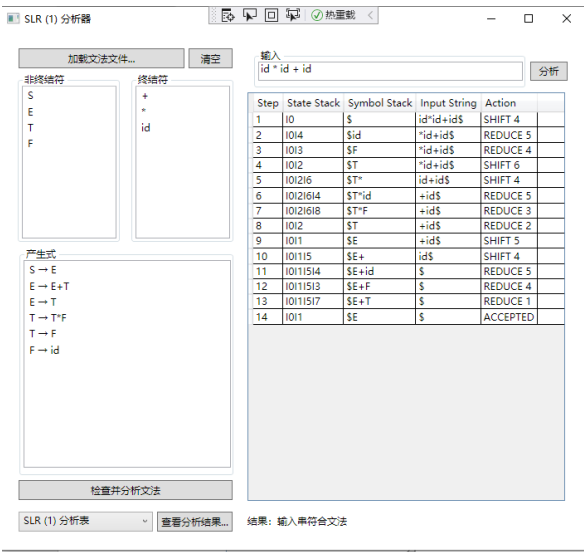 SLR (1) 分析器
热重载
加载文法文件...
清空
输入
id * id + id
分析
非终结符
终结符
S
E
T
F
+
*
id
产生式
S → E
E → E+T
E → T
T → T*F
T → F
F → id
Step State Stack Symbol Stack Input String Action
1 I0 $ id*id+id$ SHIFT 4
2 I0I4 $id *id+id$ REDUCE 5
3 I0I3 $F *id+id$ REDUCE 4
4 I0I2 $T *id+id$ SHIFT 6
5 I0I2I6 $T* id+id$ SHIFT 4
6 I0I2I6I4 $T*id +id$ REDUCE 5
7 I0I2I6I8 $T*F +id$ REDUCE 3
8 I0I2 $T +id$ REDUCE 2
9 I0I1 $E +id$ SHIFT 5
10 I0I1I5 $E+ id$ SHIFT 4
11 I0I1I5I4 $E+id $ REDUCE 5
12 I0I1I5I3 $E+F $ REDUCE 4
13 I0I1I5I7 $E+T $ REDUCE 1
14 I0I1 $E $ ACCEPTED
检查并分析文法
SLR (1) 分析表
查看分析结果...
结果：输入串符合文法